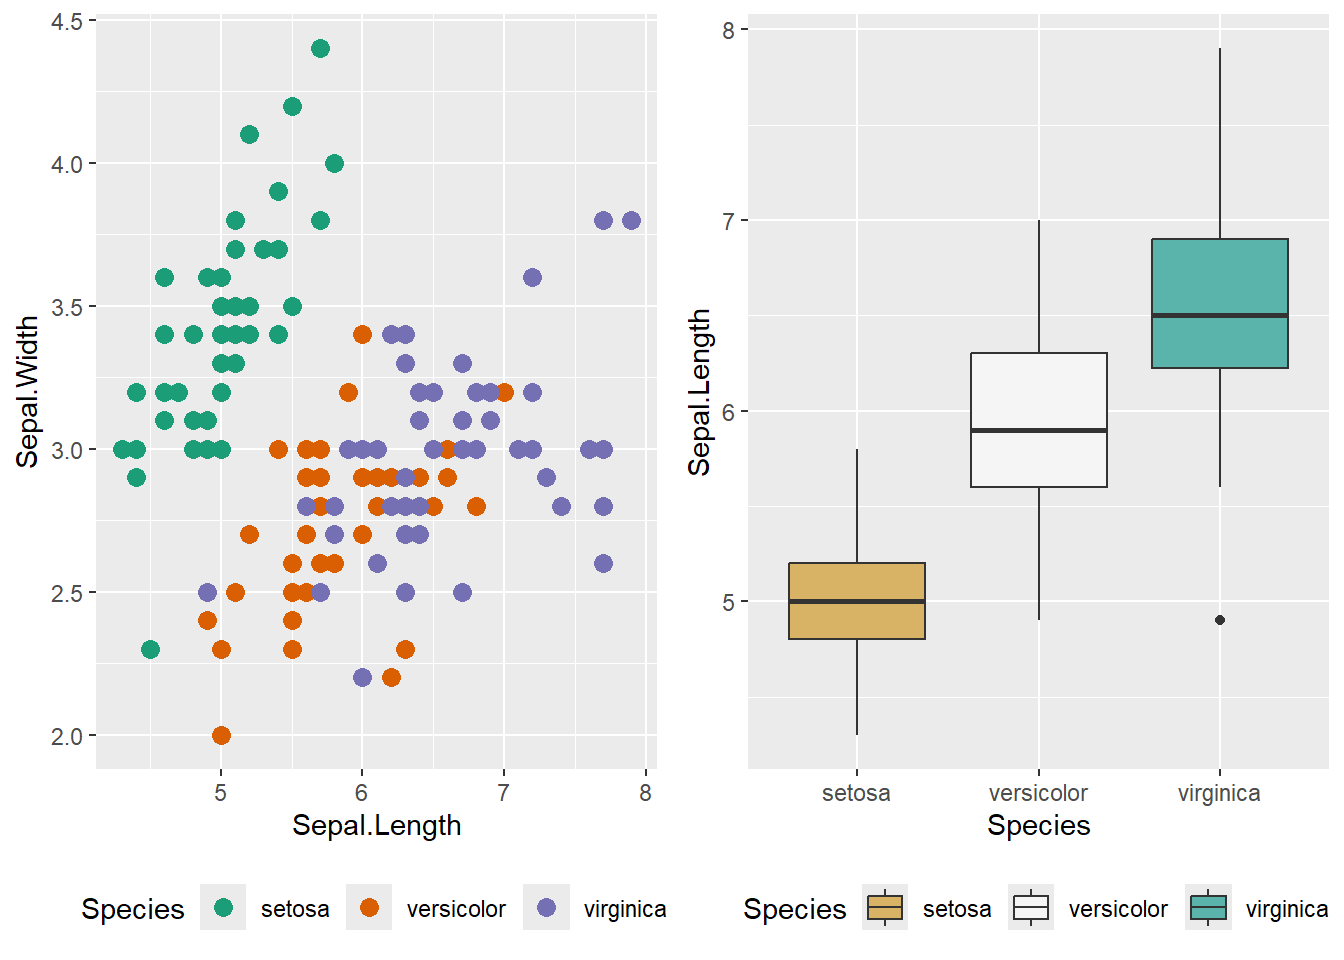 4.5
4.0
3.5
3.0
2.5
2.0
Sepal.Width
5 6 7 8
Sepal.Length
Species setosa versicolor virginica
8
7
6
5
Sepal.Length
setosa versicolor virginica
Species
Species setosa versicolor virginica